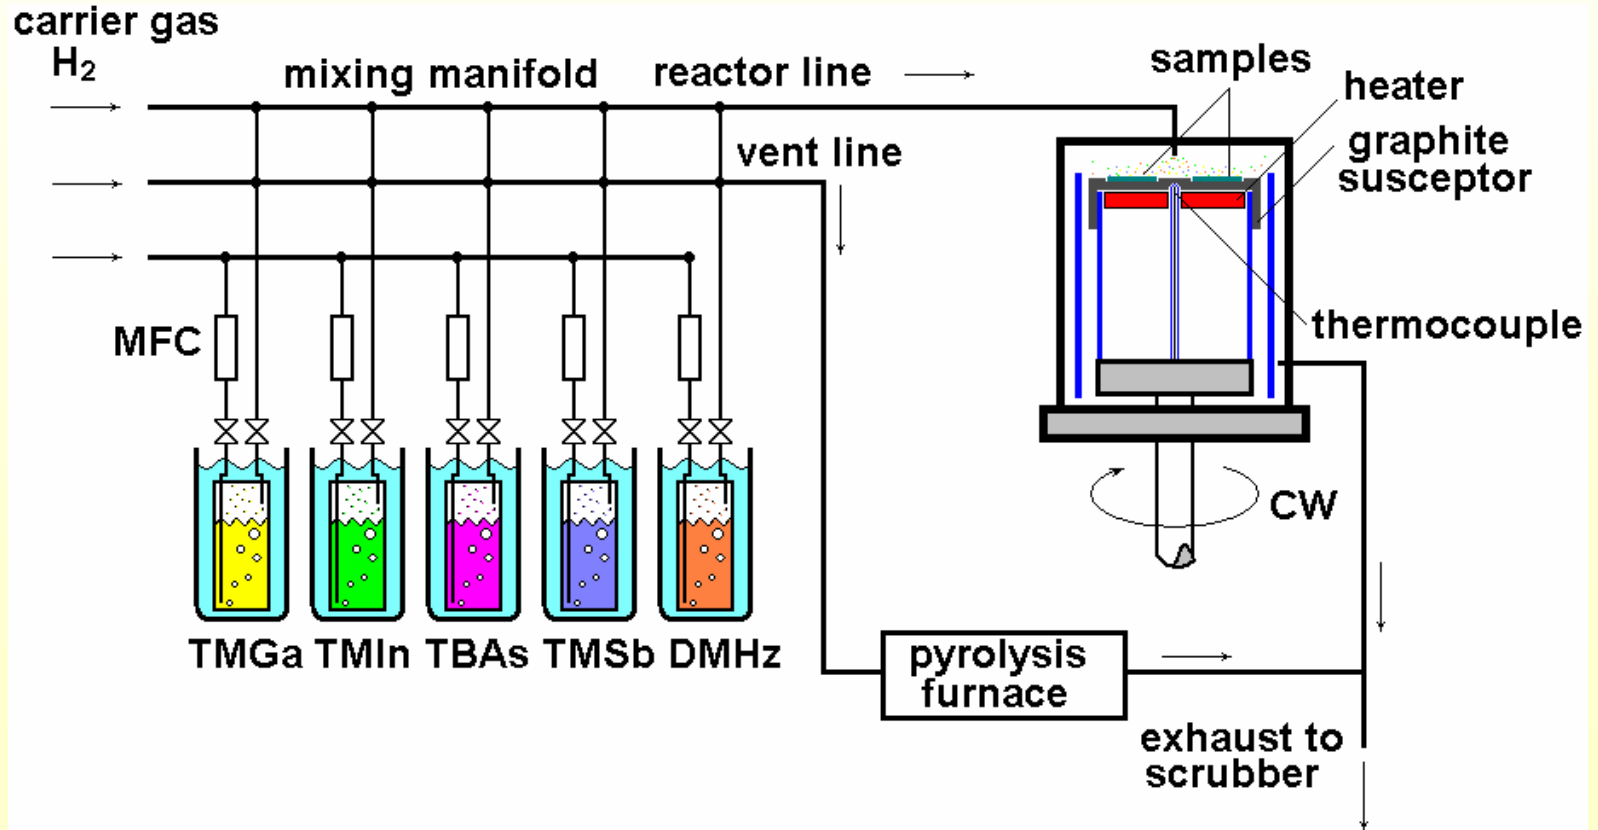 carrier gas
H₂
mixing manifold
reactor line
samples
heater
graphite
susceptor
vent line
MFC
thermocouple
CW
TMGa TMIn TBAs TMSb DMHz
pyrolysis
furnace
exhaust to
scrubber